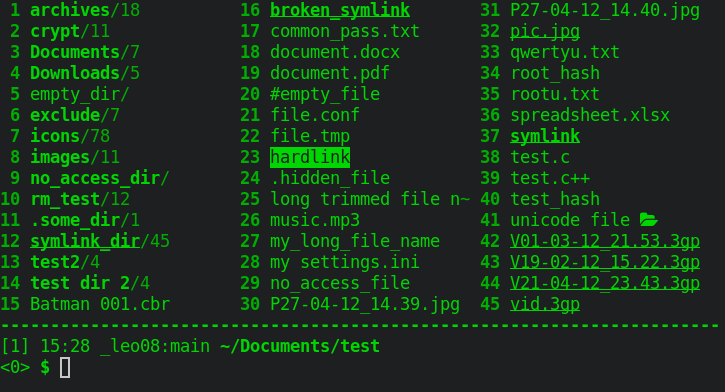 1 archives/18 16 broken_symlink 31 P27-04-12_14.40.jpg
2 crypt/11 17 common_pass.txt 32 pic.jpg
3 Documents/7 18 document.docx 33 qwertyu.txt
4 Downloads/5 19 document.pdf 34 root_hash
5 empty_dir/ 20 #empty_file 35 rootu.txt
6 exclude/7 21 file.conf 36 spreadsheet.xlsx
7 icons/78 22 file.tmp 37 symlink
8 images/11 23 hardlink 38 test.c
9 no_access_dir/ 24 .hidden_file 39 test.c++
10 rm_test/12 25 long trimmed file n~ 40 test_hash
11 .some_dir/1 26 music.mp3 41 unicode file 📂
12 symlink_dir/45 27 my_long_file_name 42 V01-03-12_21.53.3gp
13 test2/4 28 my settings.ini 43 V19-02-12_15.22.3gp
14 test dir 2/4 29 no_access_file 44 V21-04-12_23.43.3gp
15 Batman 001.cbr 30 P27-04-12_14.39.jpg 45 vid.3gp
------------------------------------------------------------------------
[1] 15:28 _leo08:main ~/Documents/test
<0> $